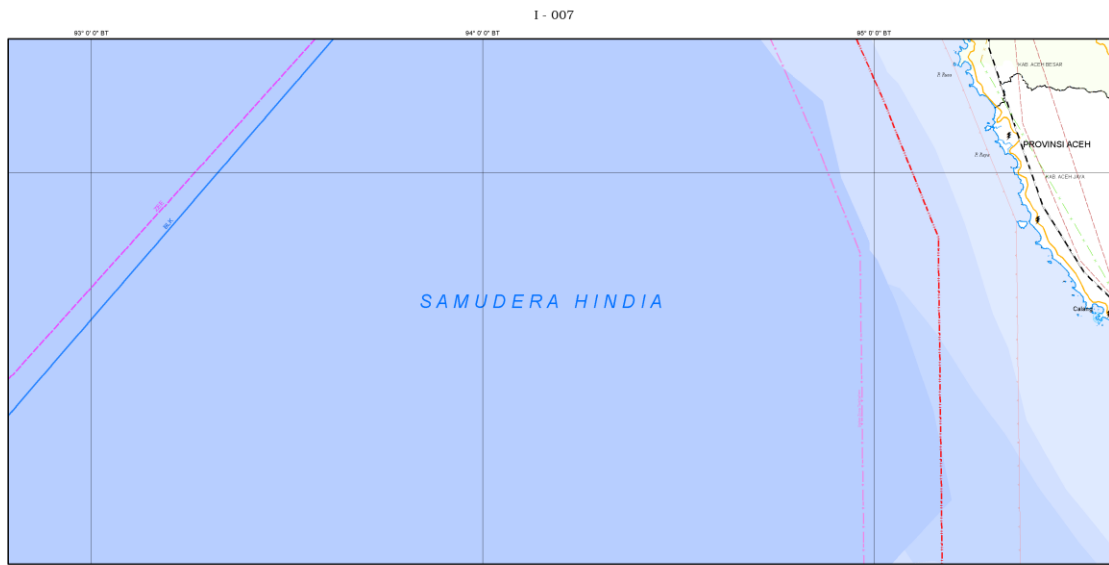 I - 007
93° 0' 0" BT
94° 0' 0" BT
95° 0' 0" BT
KAB. ACEH BESAR
P. Raya
PROVINSI ACEH
KAB. ACEH JAYA
SAMUDERA HINDIA
Calang